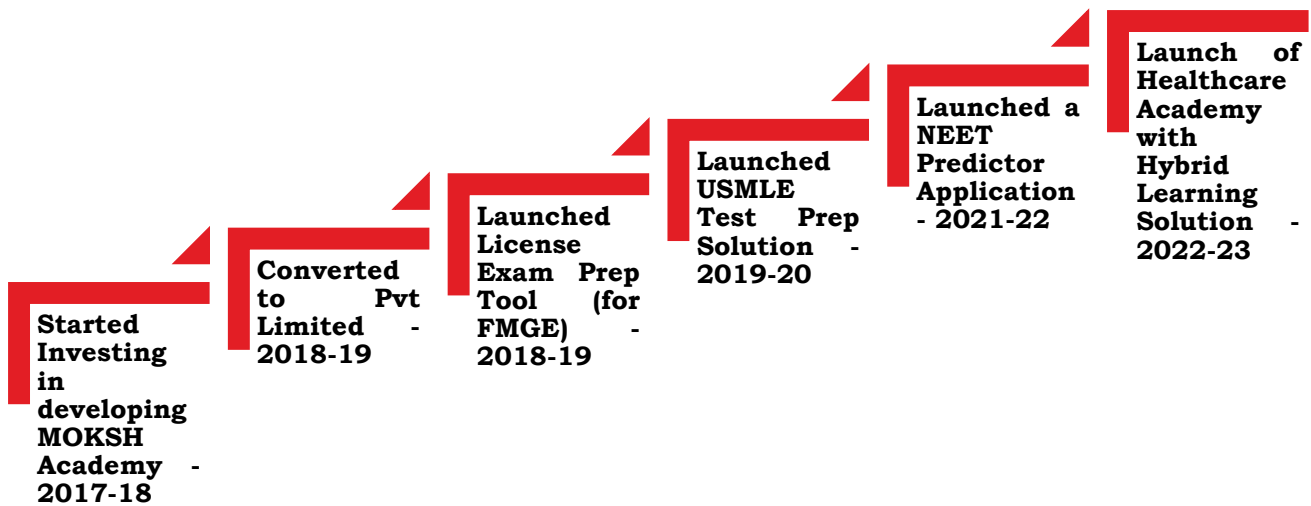 Started
Investing
in
developing
MOKSH
Academy -
2017-18
Converted
to Pvt
Limited -
2018-19
Launched
License
Exam Prep
Tool (for
FMGE) -
2018-19
Launched
USMLE
Test Prep
Solution -
2019-20
Launched a
NEET
Predictor
Application
- 2021-22
Launch of
Healthcare
Academy
with
Hybrid
Learning
Solution -
2022-23